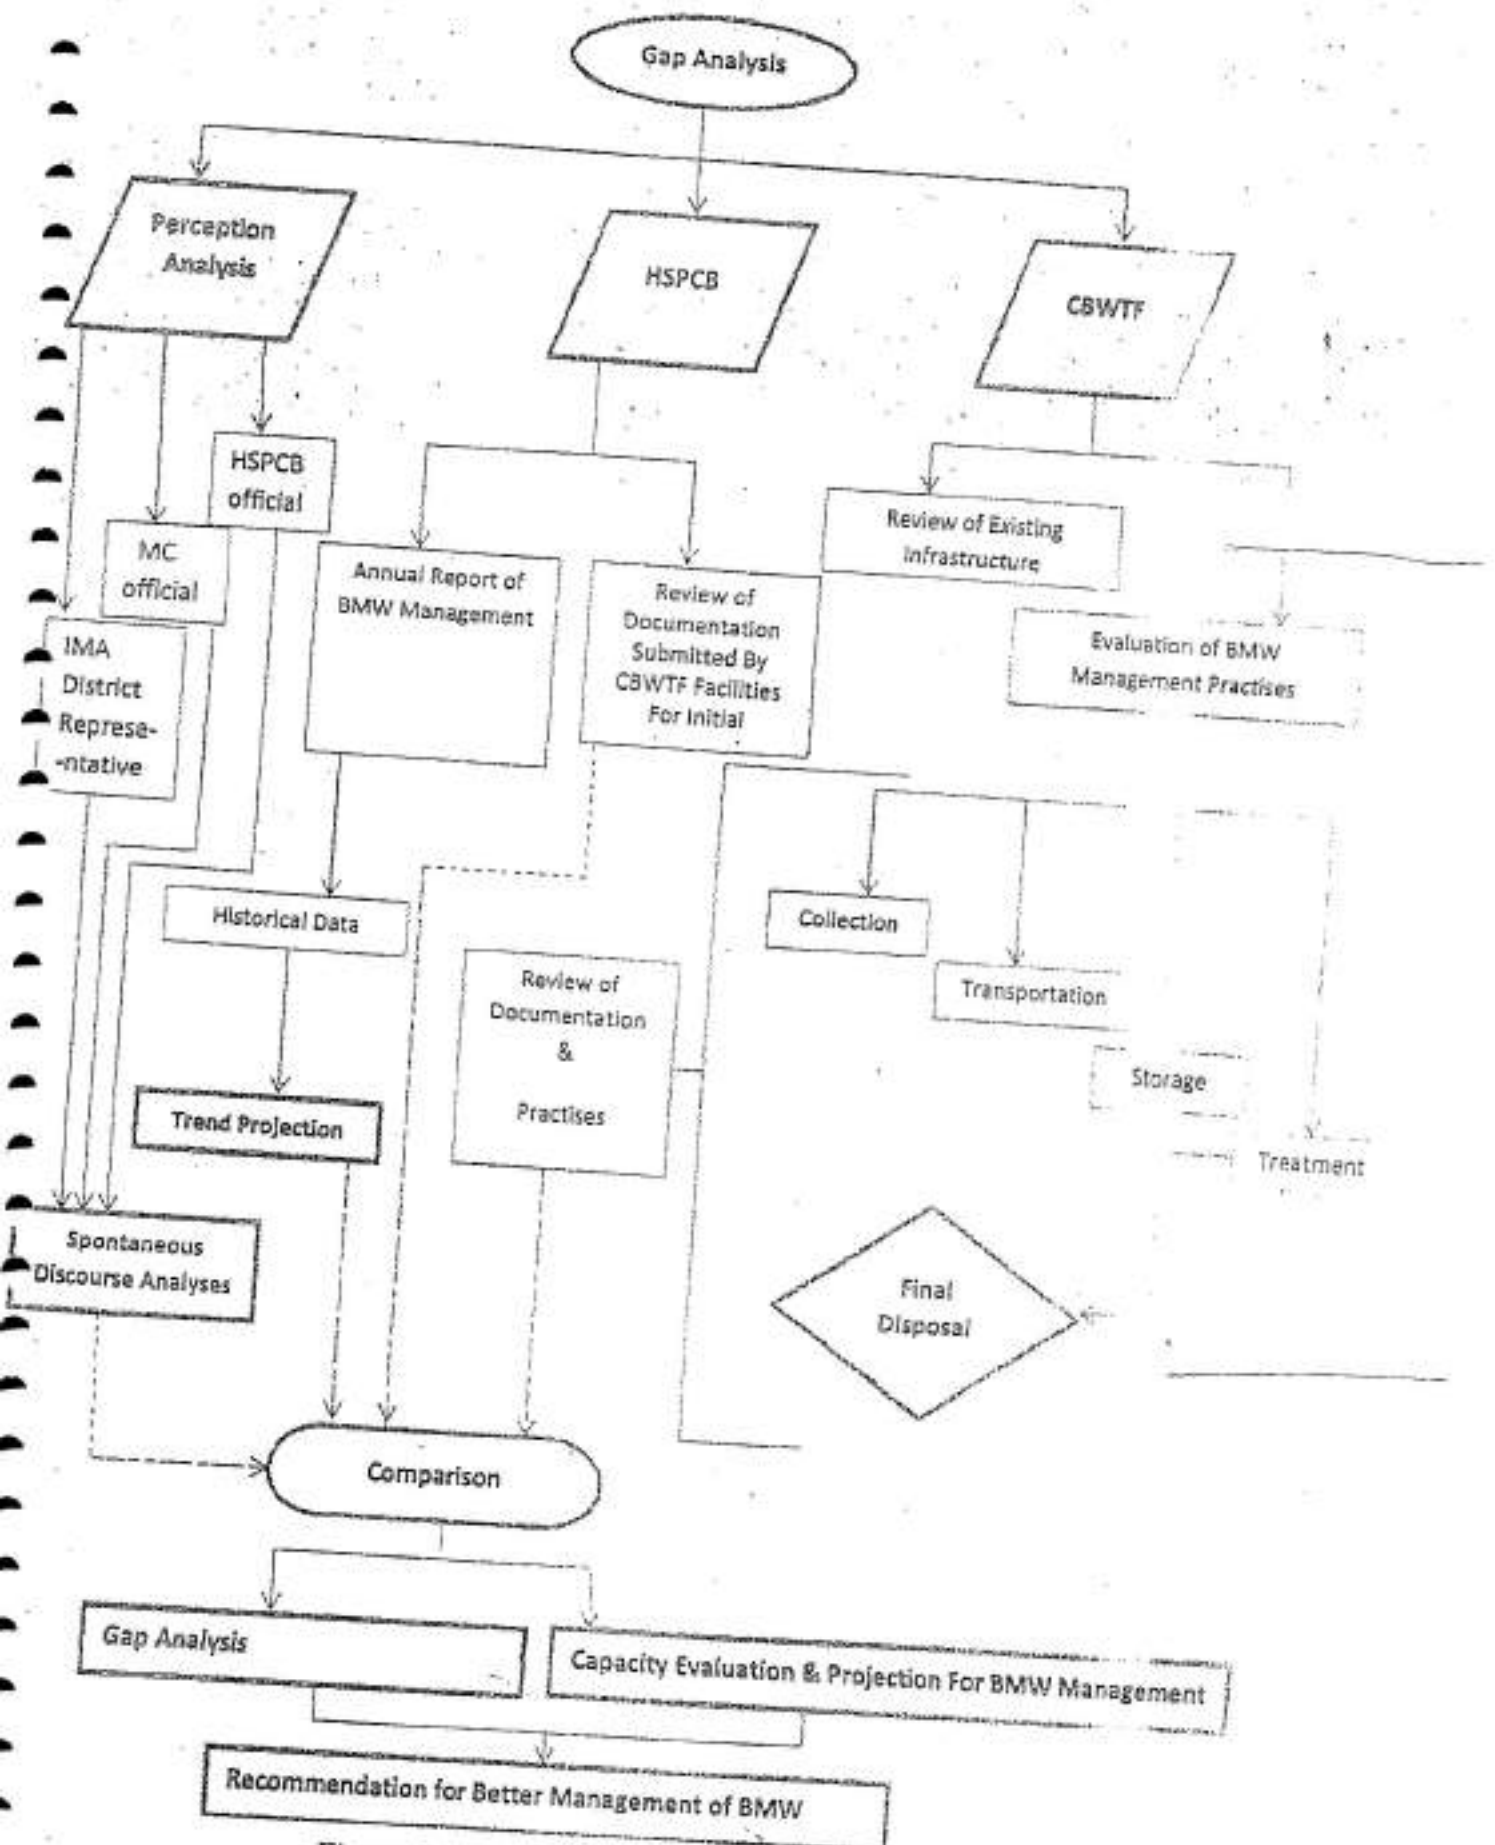 Gap Analysis
Perception
Analysis
HSPCB
CBWTF
HSPCB
official
MC
official
IMA
District
Represe-
-ntative
Annual Report of
BMW Management
Review of
Documentation
Submitted By
CBWTF Facilities
For Initial
Review of Existing
Infrastructure
Evaluation of BMW
Management Practises
Historical Data
Collection
Transportation
Storage
Treatment
Review of
Documentation
&
Practises
Trend Projection
Spontaneous
Discourse Analyses
Final
Disposal
Comparison
Gap Analysis
Capacity Evaluation & Projection For BMW Management
Recommendation for Better Management of BMW